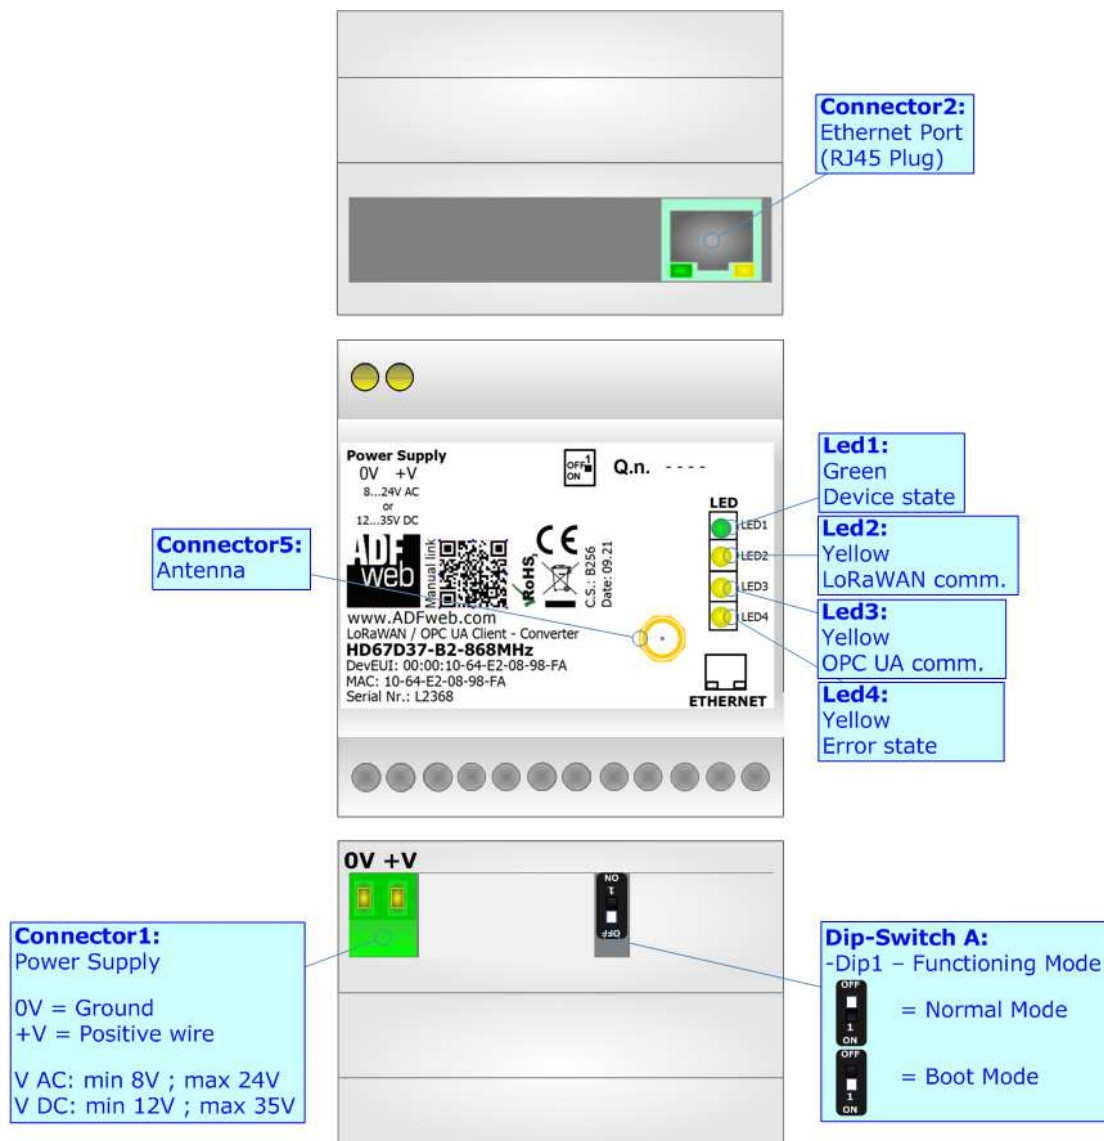 Connector2:
Ethernet Port
(RJ45 Plug)
Power Supply
0V +V
8...24V AC
or
12...35V DC
OFF 1
ON
Q.n. - - - -
LED
LED1
LED2
LED3
LED4
Led1:
Green
Device state
Led2:
Yellow
LoRaWAN comm.
Led3:
Yellow
OPC UA comm.
Led4:
Yellow
Error state
Connector5:
Antenna
ADF
web
Manual link
RoHS
CE
C.S.: B256
Date: 09.21
www.ADFweb.com
LoRaWAN / OPC UA Client - Converter
HD67D37-B2-868MHz
DevEUI: 00:00:10-64-E2-08-98-FA
MAC: 10-64-E2-08-98-FA
Serial Nr.: L2368
ETHERNET
0V +V
ON
1
OFF
Connector1:
Power Supply
0V = Ground
+V = Positive wire
V AC: min 8V ; max 24V
V DC: min 12V ; max 35V
Dip-Switch A:
-Dip1 – Functioning Mode
OFF
1
ON
= Normal Mode
OFF
1
ON
= Boot Mode